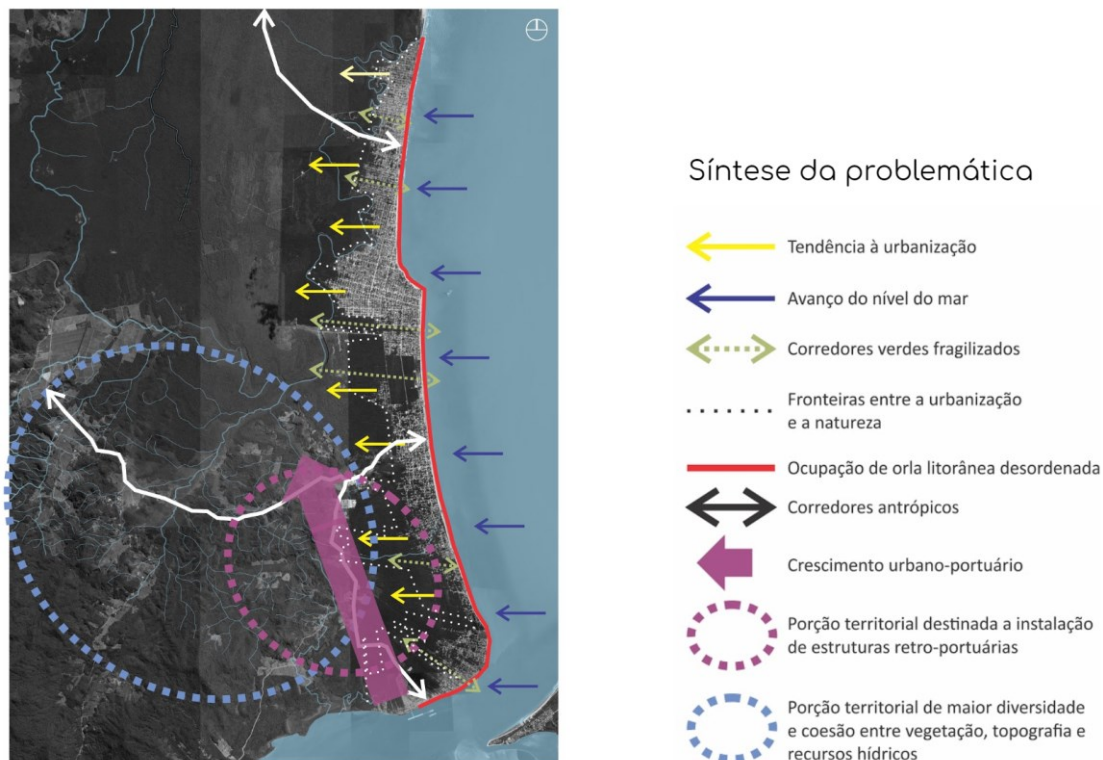 Síntese da problemática
Tendência à urbanização
Avanço do nível do mar
Corredores verdes fragilizados
Fronteiras entre a urbanização
e a natureza
Ocupação de orla litorânea desordenada
Corredores antrópicos
Crescimento urbano-portuário
Porção territorial destinada a instalação
de estruturas retro-portuárias
Porção territorial de maior diversidade
e coesão entre vegetação, topografia e
recursos hídricos